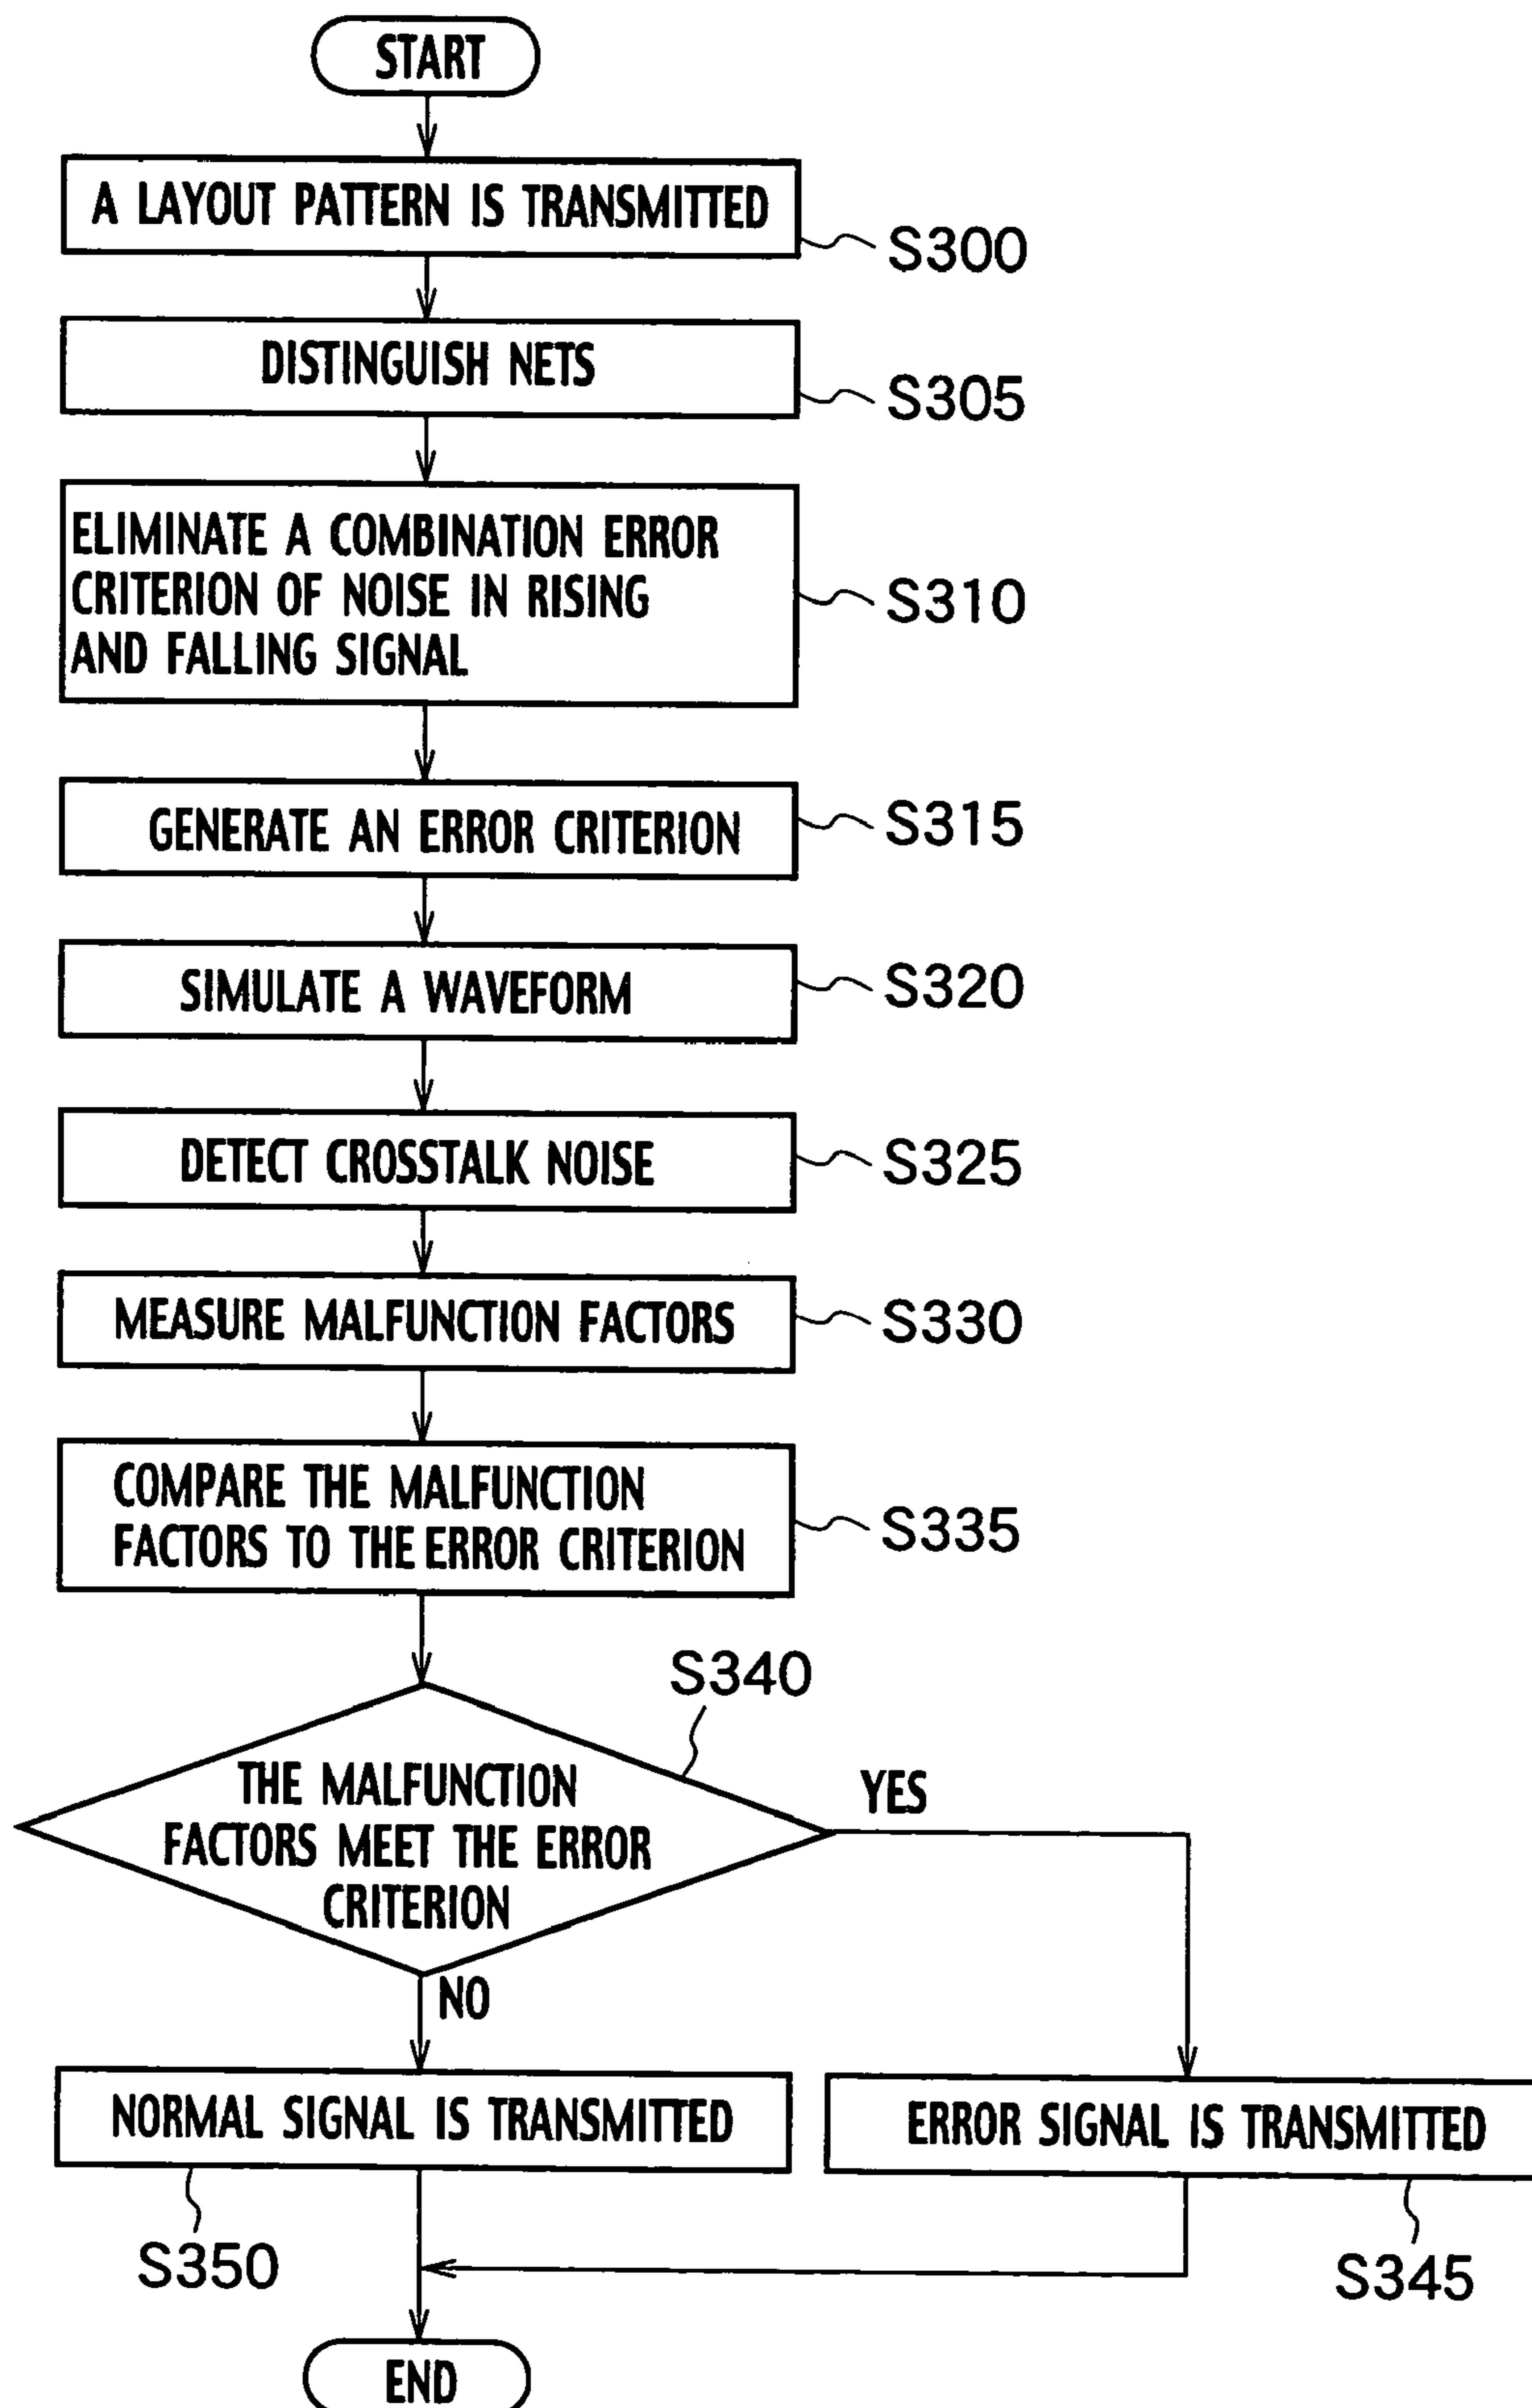 START
A LAYOUT PATTERN IS TRANSMITTED
S300
DISTINGUISH NETS
S305
ELIMINATE A COMBINATION ERROR
CRITERION OF NOISE IN RISING
AND FALLING SIGNAL
S310
GENERATE AN ERROR CRITERION
S315
SIMULATE A WAVEFORM
S320
DETECT CROSSTALK NOISE
S325
MEASURE MALFUNCTION FACTORS
S330
COMPARE THE MALFUNCTION
FACTORS TO THE ERROR CRITERION
S335
S340
THE MALFUNCTION
FACTORS MEET THE ERROR
CRITERION
YES
NO
NORMAL SIGNAL IS TRANSMITTED
ERROR SIGNAL IS TRANSMITTED
S350
S345
END